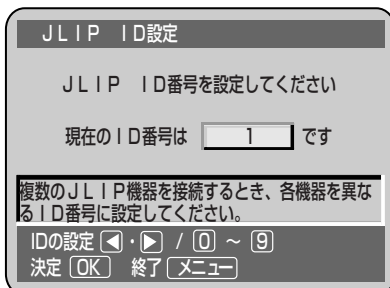 JLIP ID設定
JLIP ID番号を設定してください
現在のID番号は 1 です
複数のJLIP機器を接続するとき、各機器を異な
るID番号に設定してください。
IDの設定 ◀・▶ / 0 ～ 9
決定 OK 終了 メニュー